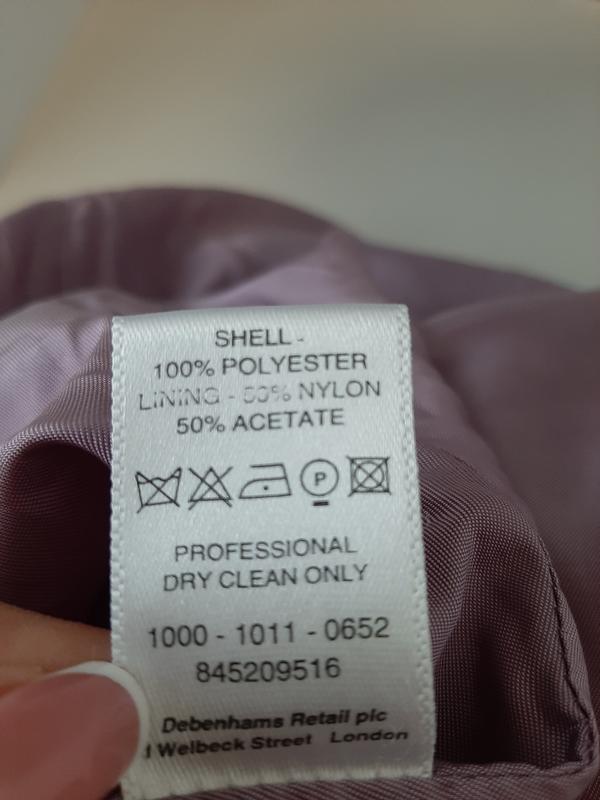 SHELL -
100% POLYESTER
LINING - 50% NYLON
50% ACETATE
P
PROFESSIONAL
DRY CLEAN ONLY
1000 - 1011 - 0652
845209516
Debenhams Retail plc
Welbeck Street London